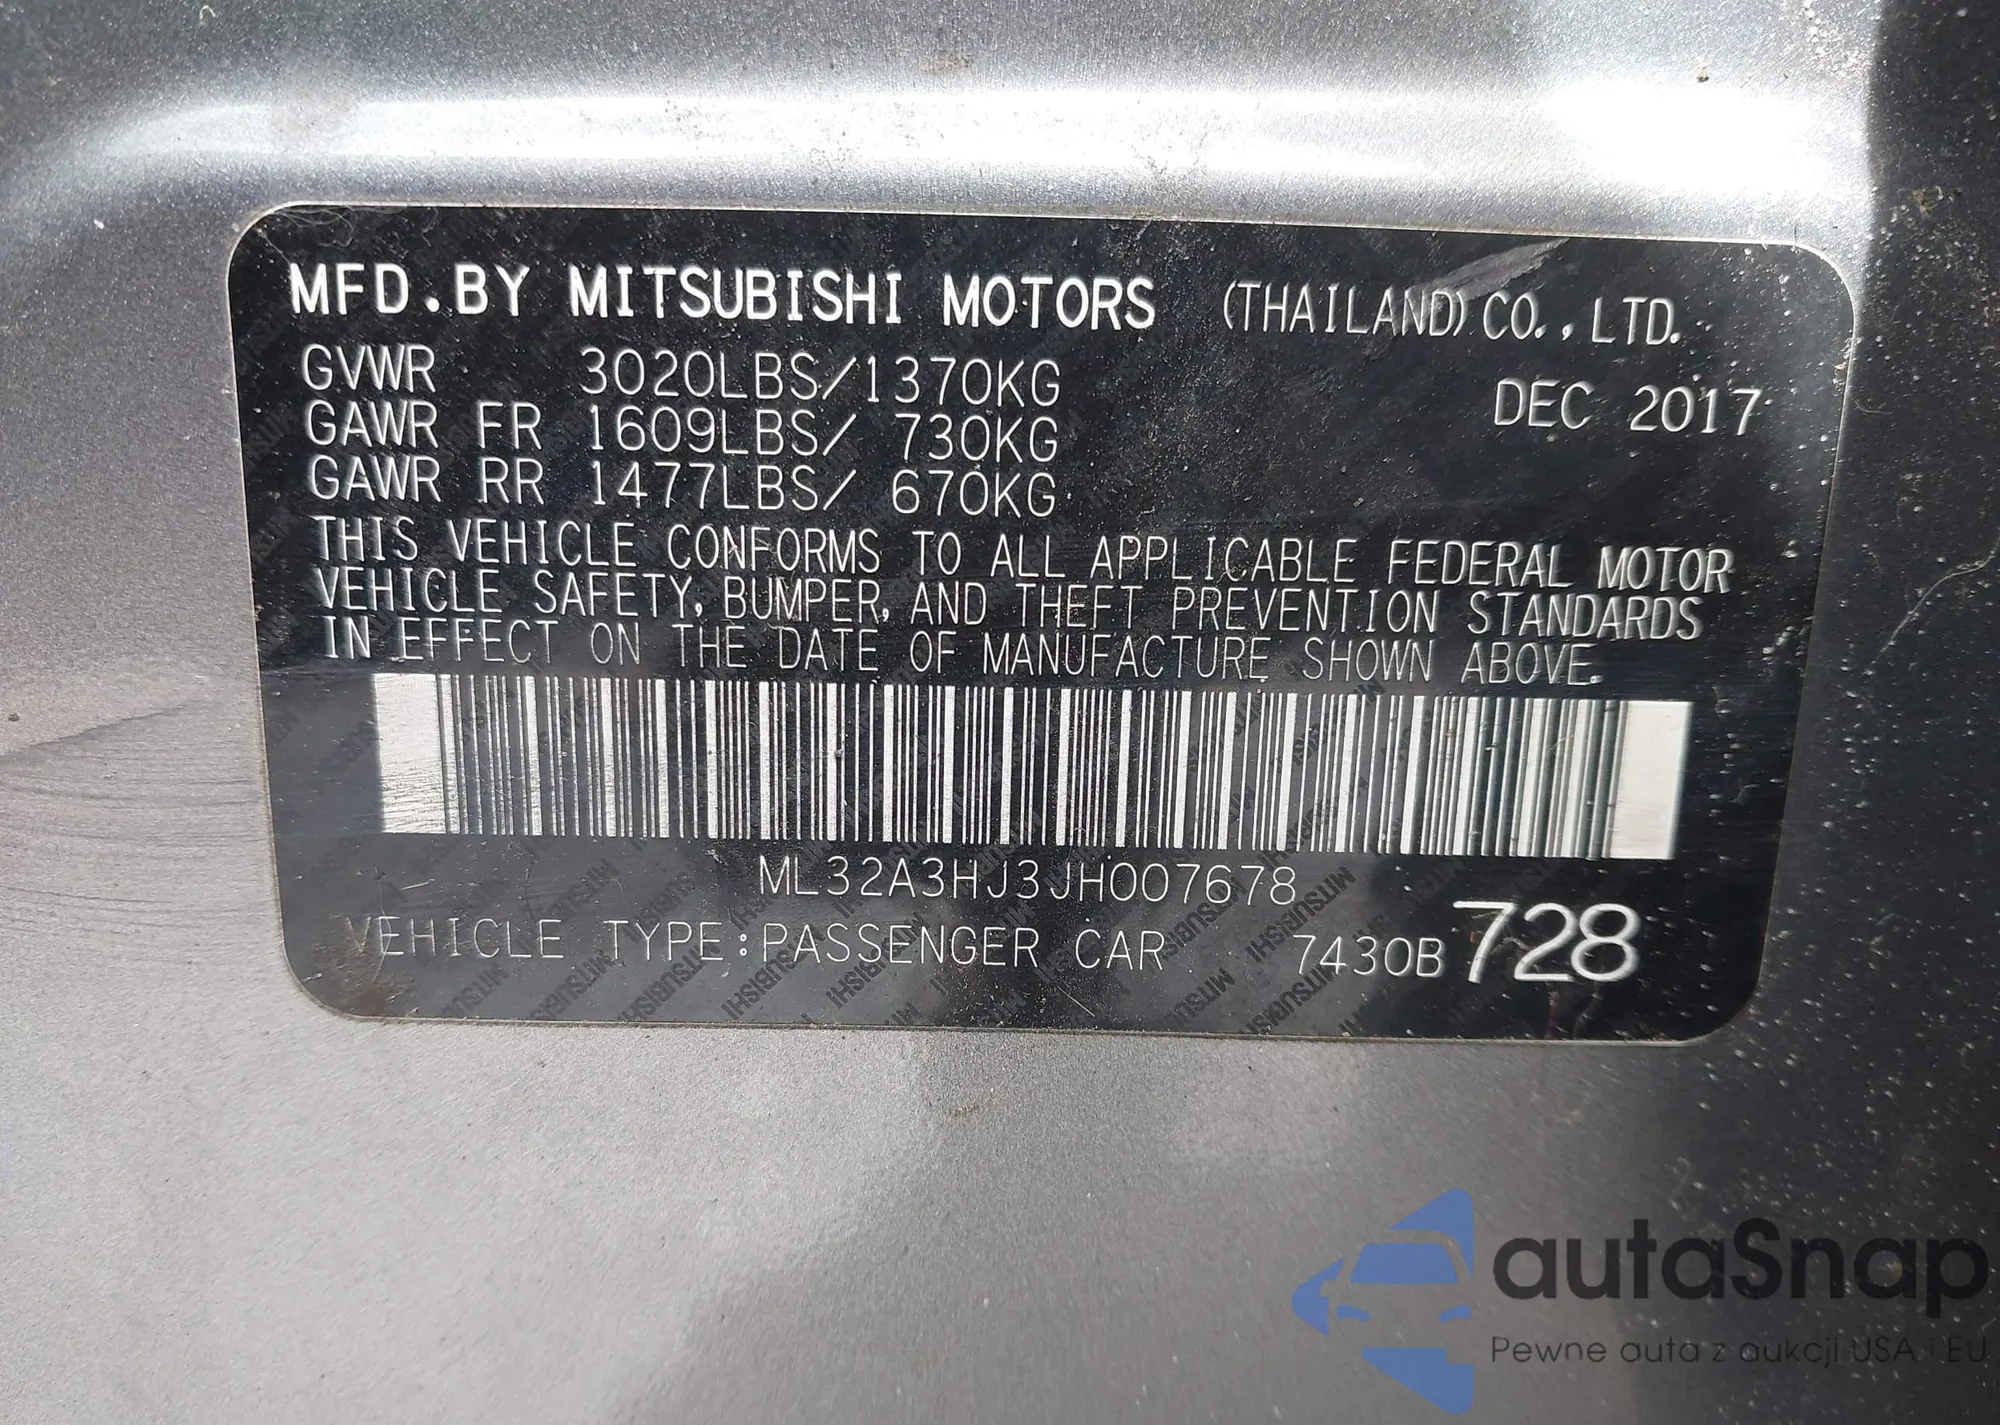 MFD.BY MITSUBISHI MOTORS (THAILAND) CO.,LTD.
GVWR 3020LBS/1370KG DEC 2017
GAWR FR 1609LBS/ 730KG
GAWR RR 1477LBS/ 670KG
THIS VEHICLE CONFORMS TO ALL APPLICABLE FEDERAL MOTOR
VEHICLE SAFETY, BUMPER, AND THEFT PREVENTION STANDARDS
IN EFFECT ON THE DATE OF MANUFACTURE SHOWN ABOVE.
ML32A3HJ3JH007678
VEHICLE TYPE:PASSENGER CAR 7430B 728
autaSnap
Pewne auta z aukcji USA i EU